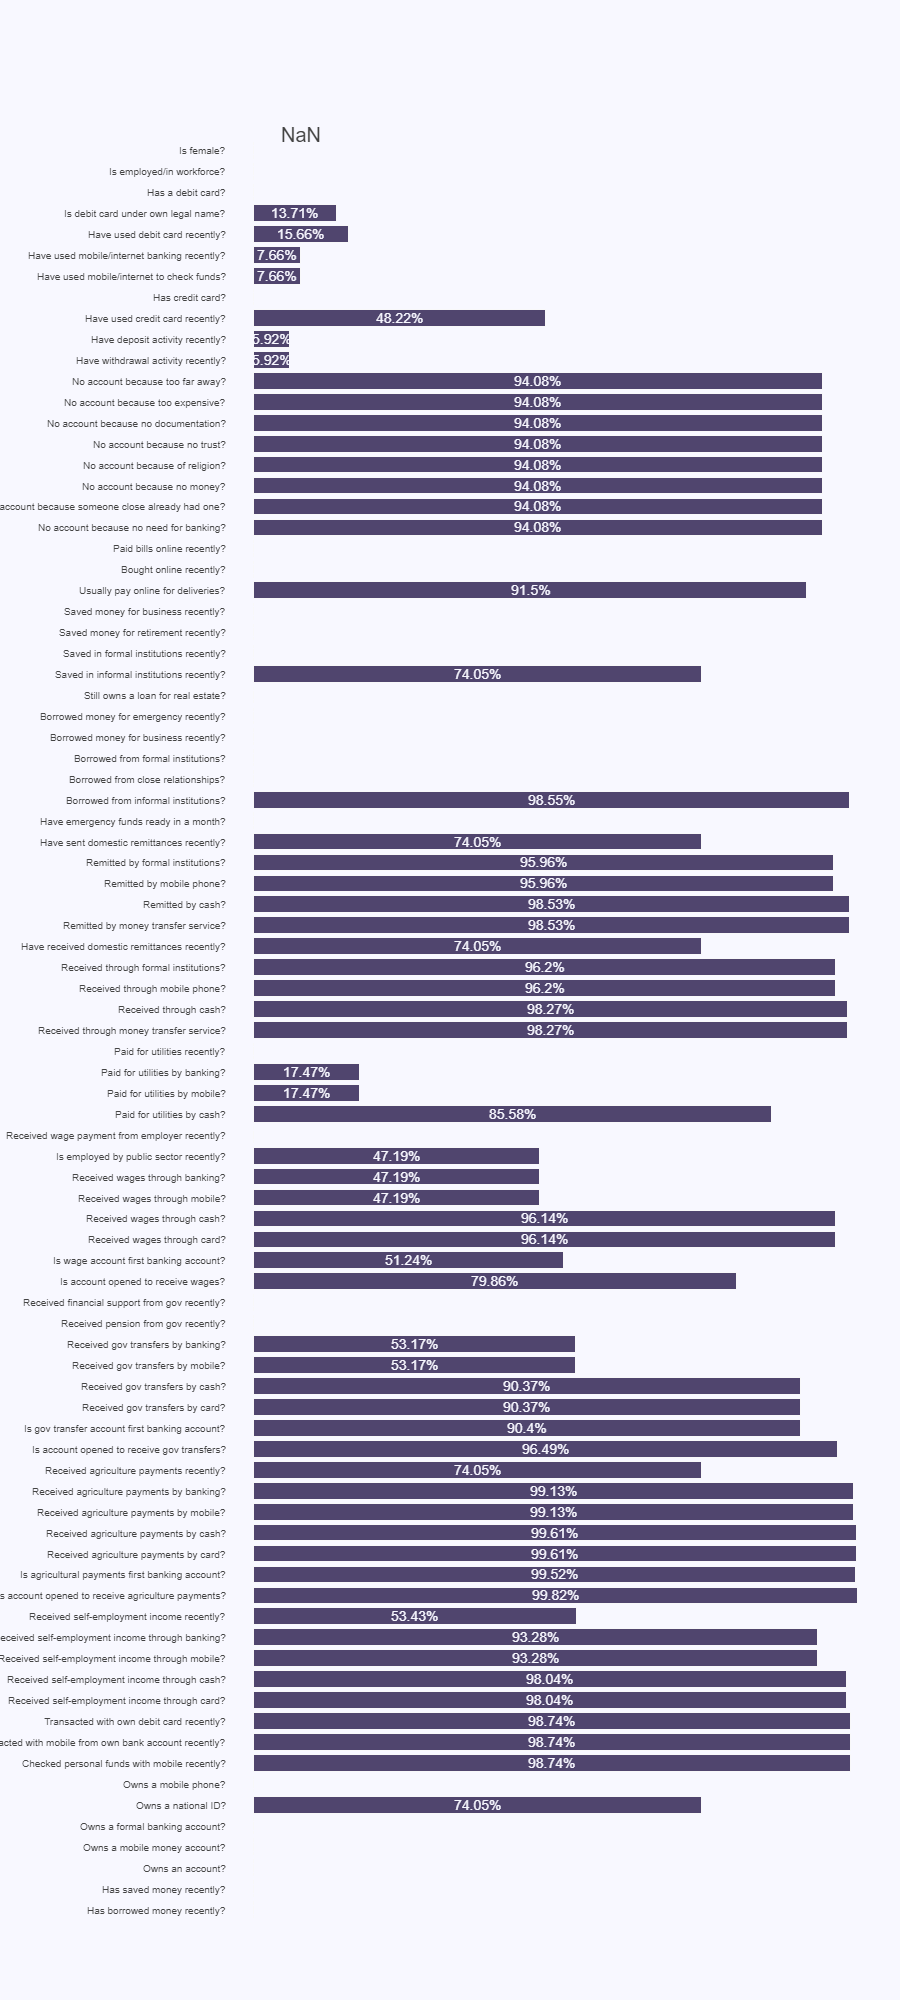 NaN
Is female?
Is employed/in workforce?
Has a debit card?
Is debit card under own legal name? 13.71%
Have used debit card recently? 15.66%
Have used mobile/internet banking recently? 7.66%
Have used mobile/internet to check funds? 7.66%
Has credit card?
Have used credit card recently? 48.22%
Have deposit activity recently? 5.92%
Have withdrawal activity recently? 5.92%
No account because too far away? 94.08%
No account because too expensive? 94.08%
No account because no documentation? 94.08%
No account because no trust? 94.08%
No account because of religion? 94.08%
No account because no money? 94.08%
account because someone close already had one? 94.08%
No account because no need for banking? 94.08%
Paid bills online recently?
Bought online recently?
Usually pay online for deliveries? 91.5%
Saved money for business recently?
Saved money for retirement recently?
Saved in formal institutions recently?
Saved in informal institutions recently? 74.05%
Still owns a loan for real estate?
Borrowed money for emergency recently?
Borrowed money for business recently?
Borrowed from formal institutions?
Borrowed from close relationships?
Borrowed from informal institutions? 98.55%
Have emergency funds ready in a month?
Have sent domestic remittances recently? 74.05%
Remitted by formal institutions? 95.96%
Remitted by mobile phone? 95.96%
Remitted by cash? 98.53%
Remitted by money transfer service? 98.53%
Have received domestic remittances recently? 74.05%
Received through formal institutions? 96.2%
Received through mobile phone? 96.2%
Received through cash? 98.27%
Received through money transfer service? 98.27%
Paid for utilities recently?
Paid for utilities by banking? 17.47%
Paid for utilities by mobile? 17.47%
Paid for utilities by cash? 85.58%
Received wage payment from employer recently?
Is employed by public sector recently? 47.19%
Received wages through banking? 47.19%
Received wages through mobile? 47.19%
Received wages through cash? 96.14%
Received wages through card? 96.14%
Is wage account first banking account? 51.24%
Is account opened to receive wages? 79.86%
Received financial support from gov recently?
Received pension from gov recently?
Received gov transfers by banking? 53.17%
Received gov transfers by mobile? 53.17%
Received gov transfers by cash? 90.37%
Received gov transfers by card? 90.37%
Is gov transfer account first banking account? 90.4%
Is account opened to receive gov transfers? 96.49%
Received agriculture payments recently? 74.05%
Received agriculture payments by banking? 99.13%
Received agriculture payments by mobile? 99.13%
Received agriculture payments by cash? 99.61%
Received agriculture payments by card? 99.61%
Is agricultural payments first banking account? 99.52%
s account opened to receive agriculture payments? 99.82%
Received self-employment income recently? 53.43%
eceived self-employment income through banking? 93.28%
Received self-employment income through mobile? 93.28%
Received self-employment income through cash? 98.04%
Received self-employment income through card? 98.04%
Transacted with own debit card recently? 98.74%
acted with mobile from own bank account recently? 98.74%
Checked personal funds with mobile recently? 98.74%
Owns a mobile phone?
Owns a national ID? 74.05%
Owns a formal banking account?
Owns a mobile money account?
Owns an account?
Has saved money recently?
Has borrowed money recently?